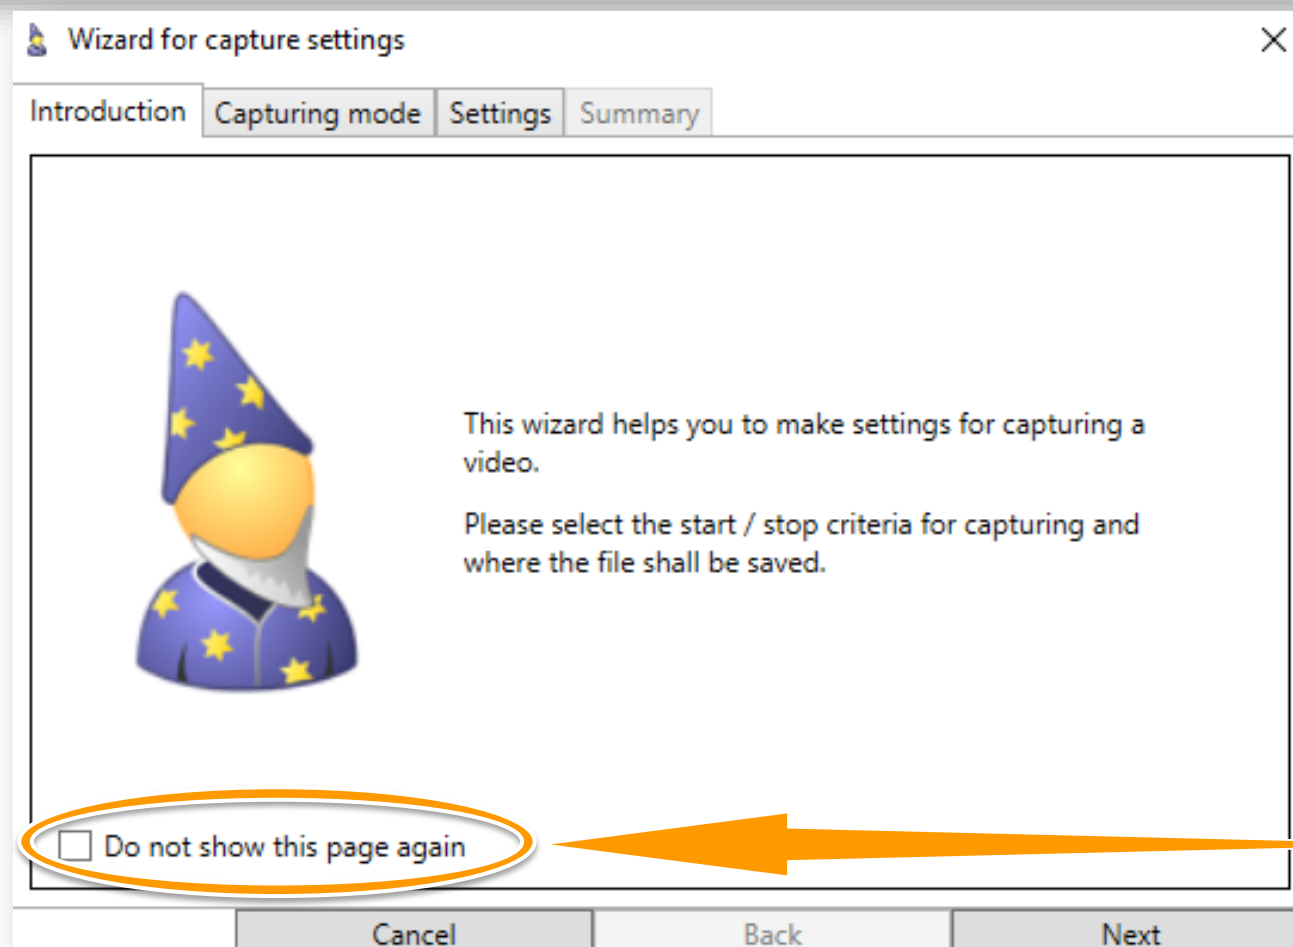 Wizard for capture settings
Introduction Capturing mode Settings Summary
This wizard helps you to make settings for capturing a
video.
Please select the start / stop criteria for capturing and
where the file shall be saved.
Do not show this page again
Cancel Back Next